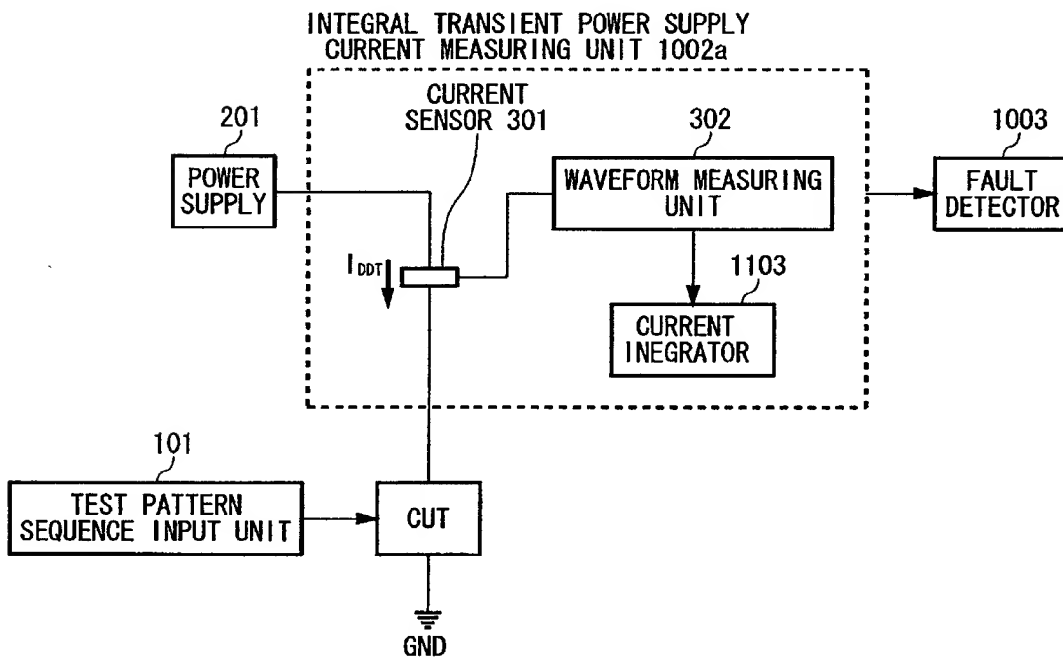 INTEGRAL TRANSIENT POWER SUPPLY
CURRENT MEASURING UNIT 1002a
CURRENT
SENSOR 301
201
302
1003
POWER
SUPPLY
WAVEFORM MEASURING
UNIT
FAULT
DETECTOR
IDDT
1103
CURRENT
INEGRATOR
101
TEST PATTERN
SEQUENCE INPUT UNIT
CUT
GND